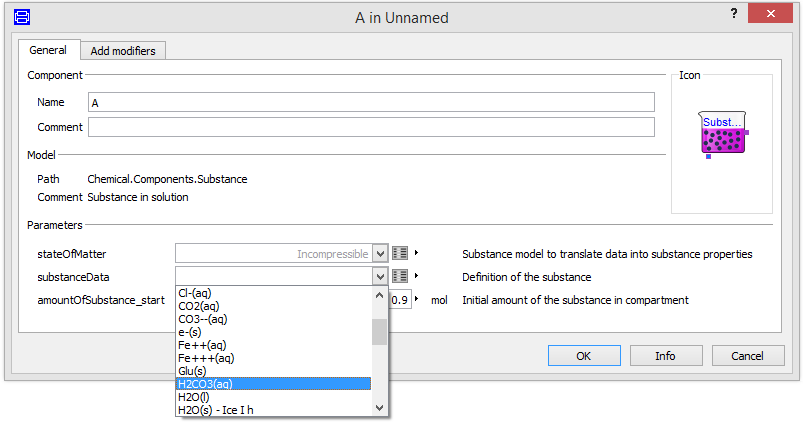 A in Unnamed
?
General
Add modifiers
Component
Icon
Name
A
Comment
Subst...
Model
Path
Chemical.Components.Substance
Comment
Substance in solution
Parameters
stateOfMatter
Incompressible
Substance model to translate data into substance properties
substanceData
Definition of the substance
amountOfSubstance_start
0.9
mol
Initial amount of the substance in compartment
Cl-(aq)
CO2(aq)
CO3--(aq)
e-(s)
Fe++(aq)
Fe+++(aq)
Glu(s)
H2CO3(aq)
H2O(l)
H2O(s) - Ice I h
OK
Info
Cancel